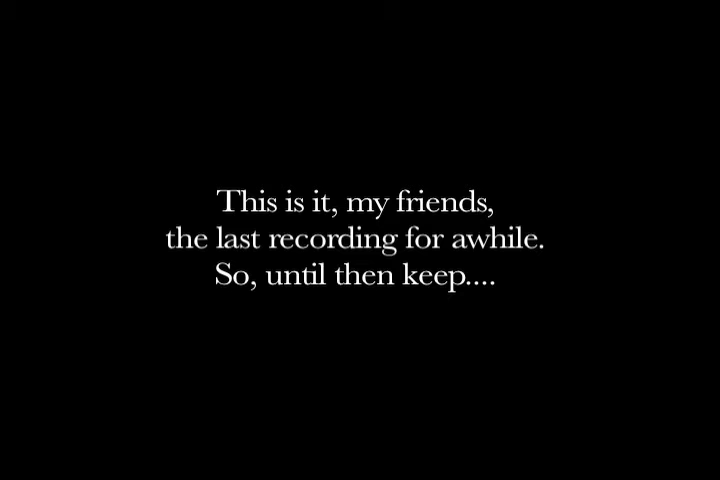 This is it, my friends,
the last recording for awhile.
So, until then keep....